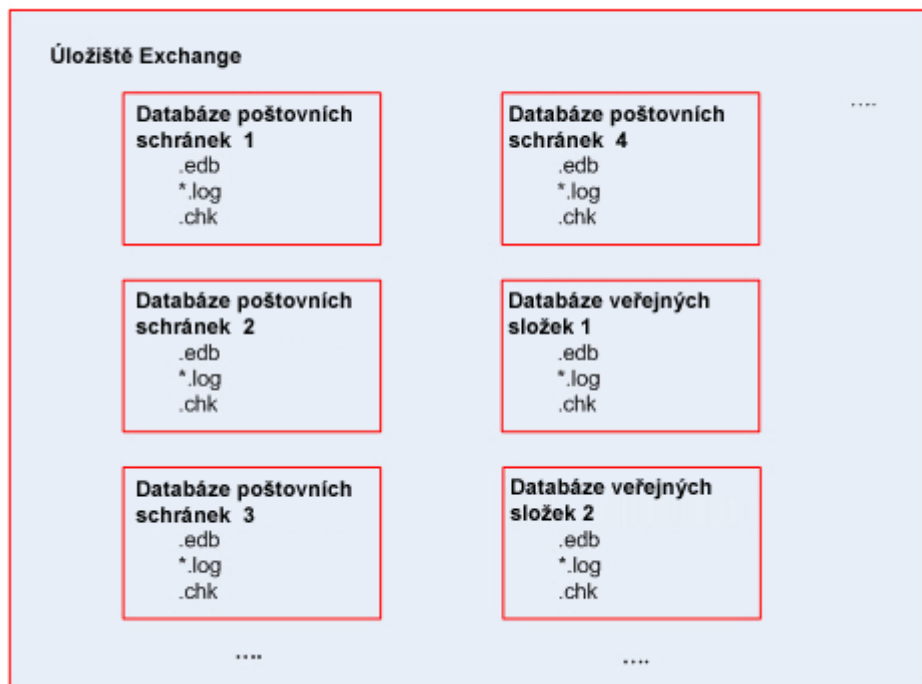 Úložiště Exchange
Databáze poštovních
schránek 1
.edb
*.log
.chk
Databáze poštovních
schránek 2
.edb
*.log
.chk
Databáze poštovních
schránek 3
.edb
*.log
.chk
....
Databáze poštovních
schránek 4
.edb
*.log
.chk
Databáze veřejných
složek 1
.edb
*.log
.chk
Databáze veřejných
složek 2
.edb
*.log
.chk
....
....